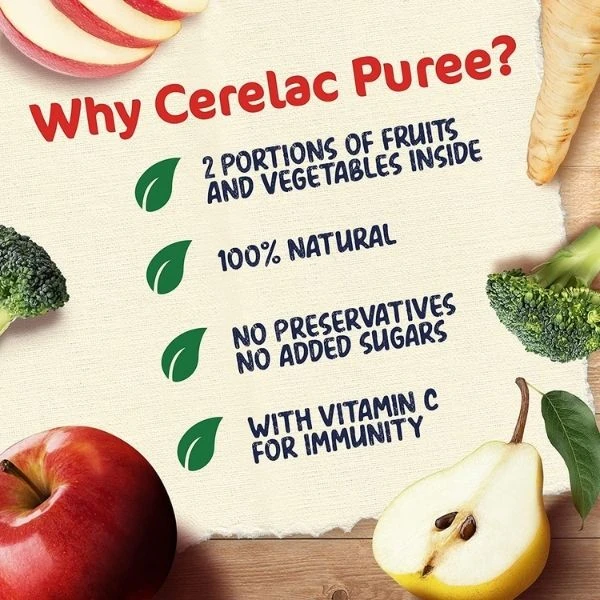 Why Cerelac Puree?
2 PORTIONS OF FRUITS
AND VEGETABLES INSIDE
100% NATURAL
NO PRESERVATIVES
NO ADDED SUGARS
WITH VITAMIN C
FOR IMMUNITY